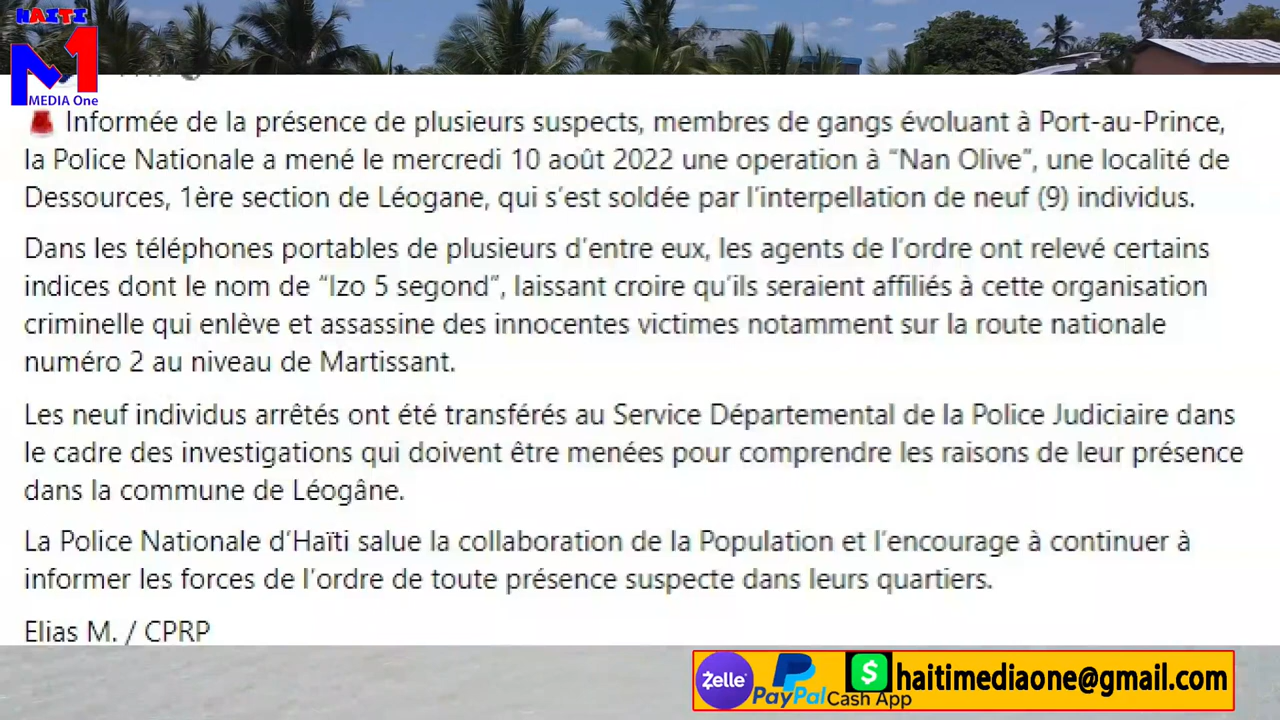 HAITI
M1
MEDIA One
HAITI
🚨 Informée de la présence de plusieurs suspects, membres de gangs évoluant à Port-au-Prince,
la Police Nationale a mené le mercredi 10 août 2022 une operation à “Nan Olive”, une localité de
Dessources, 1ère section de Léogane, qui s’est soldée par l’interpellation de neuf (9) individus.
Dans les téléphones portables de plusieurs d’entre eux, les agents de l’ordre ont relevé certains
indices dont le nom de “Izo 5 segond”, laissant croire qu’ils seraient affiliés à cette organisation
criminelle qui enlève et assassine des innocentes victimes notamment sur la route nationale
numéro 2 au niveau de Martissant.
Les neuf individus arrêtés ont été transférés au Service Départemental de la Police Judiciaire dans
le cadre des investigations qui doivent être menées pour comprendre les raisons de leur présence
dans la commune de Léogâne.
La Police Nationale d’Haïti salue la collaboration de la Population et l’encourage à continuer à
informer les forces de l’ordre de toute présence suspecte dans leurs quartiers.
Elias M. / CPRP
Zelle
PayPal
$
Cash App
haitimediaone@gmail.com